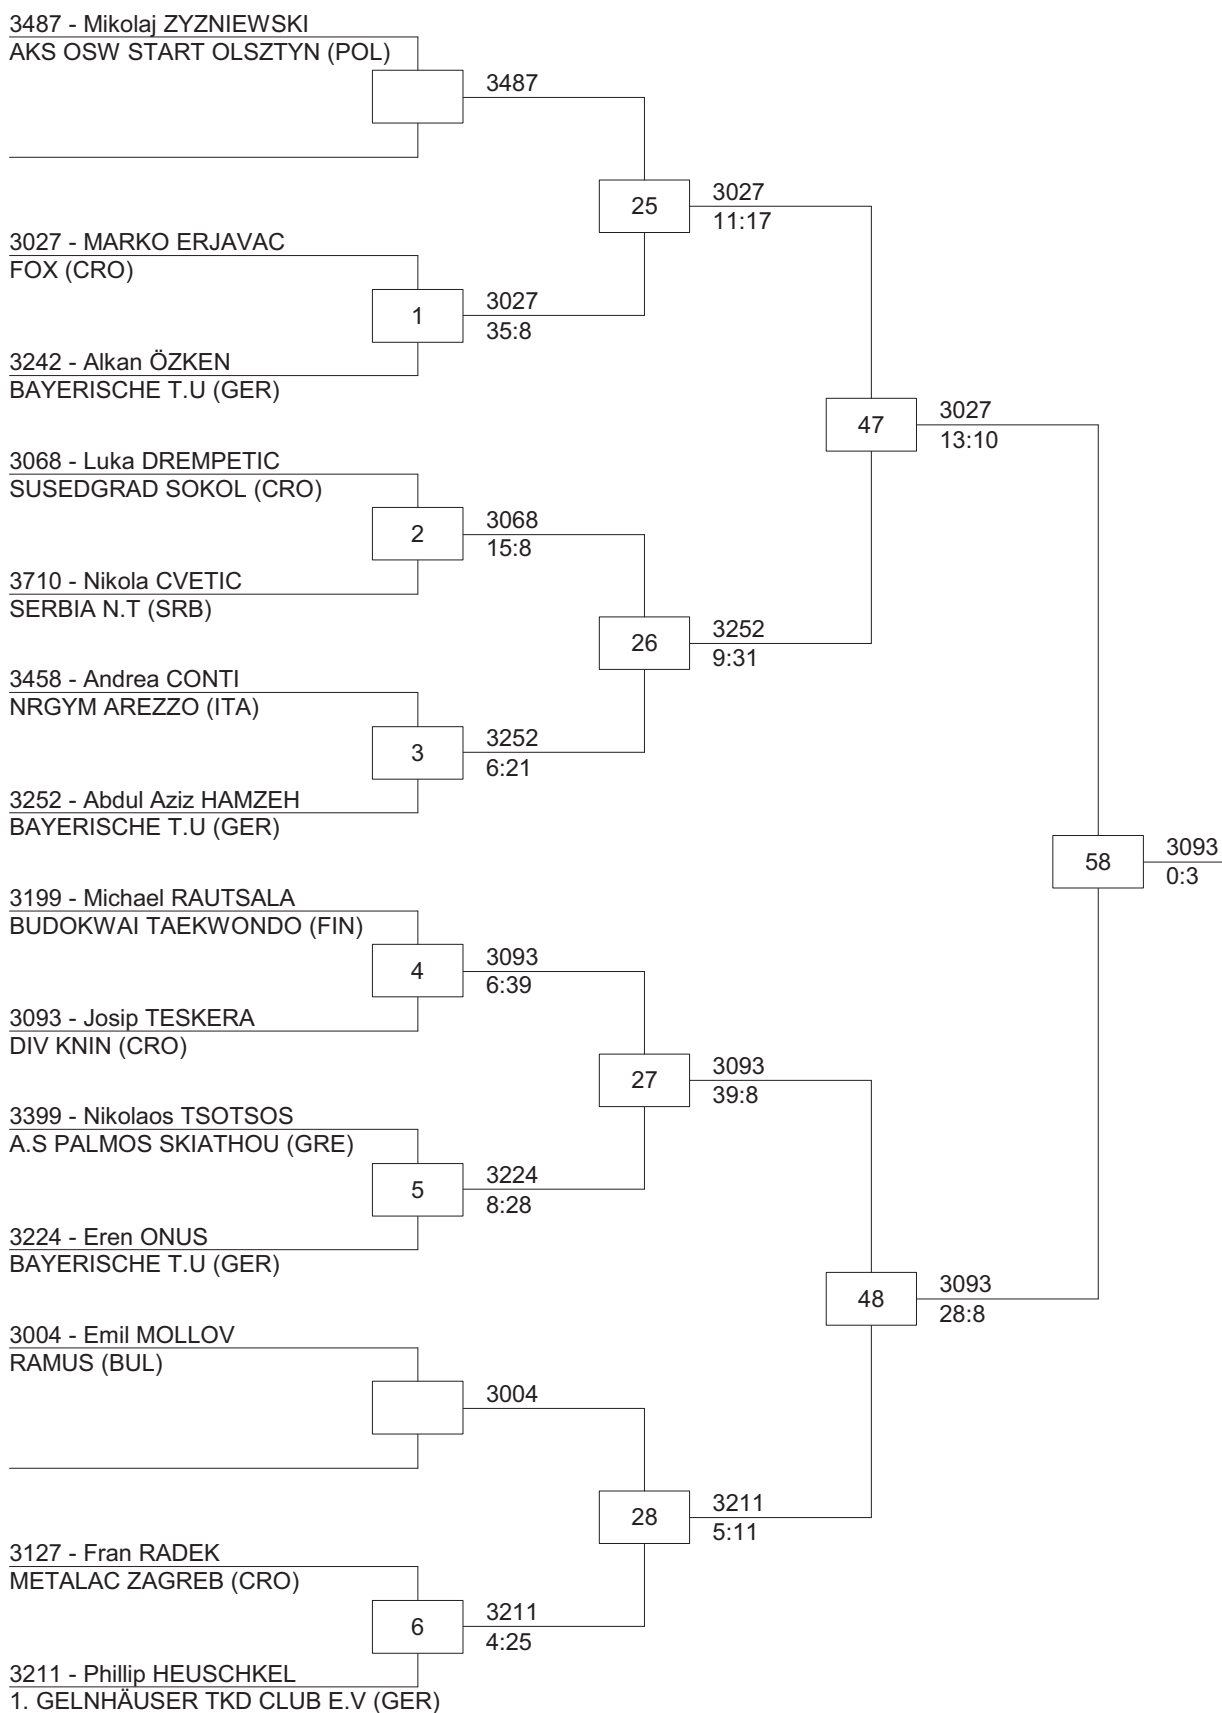 3487 - Mikolaj ZYZNIEWSKI
AKS OSW START OLSZTYN (POL)
3487
25
3027
11:17
3027 - MARKO ERJAVAC
FOX (CRO)
1
3027
35:8
3242 - Alkan ÖZKEN
BAYERISCHE T.U (GER)
47
3027
13:10
3068 - Luka DREMPETIC
SUSEDGRAD SOKOL (CRO)
2
3068
15:8
3710 - Nikola CVETIC
SERBIA N.T (SRB)
26
3252
9:31
3458 - Andrea CONTI
NRGYM AREZZO (ITA)
3
3252
6:21
3252 - Abdul Aziz HAMZEH
BAYERISCHE T.U (GER)
58
3093
0:3
3199 - Michael RAUTSALA
BUDOKWAI TAEKWONDO (FIN)
4
3093
6:39
3093 - Josip TESKERA
DIV KNIN (CRO)
27
3093
39:8
3399 - Nikolaos TSOTSOS
A.S PALMOS SKIATHOU (GRE)
5
3224
8:28
3224 - Eren ONUS
BAYERISCHE T.U (GER)
48
3093
28:8
3004 - Emil MOLLOV
RAMUS (BUL)
3004
28
3211
5:11
3127 - Fran RADEK
METALAC ZAGREB (CRO)
6
3211
4:25
3211 - Phillip HEUSCHKEL
1. GELNHÄUSER TKD CLUB E.V (GER)